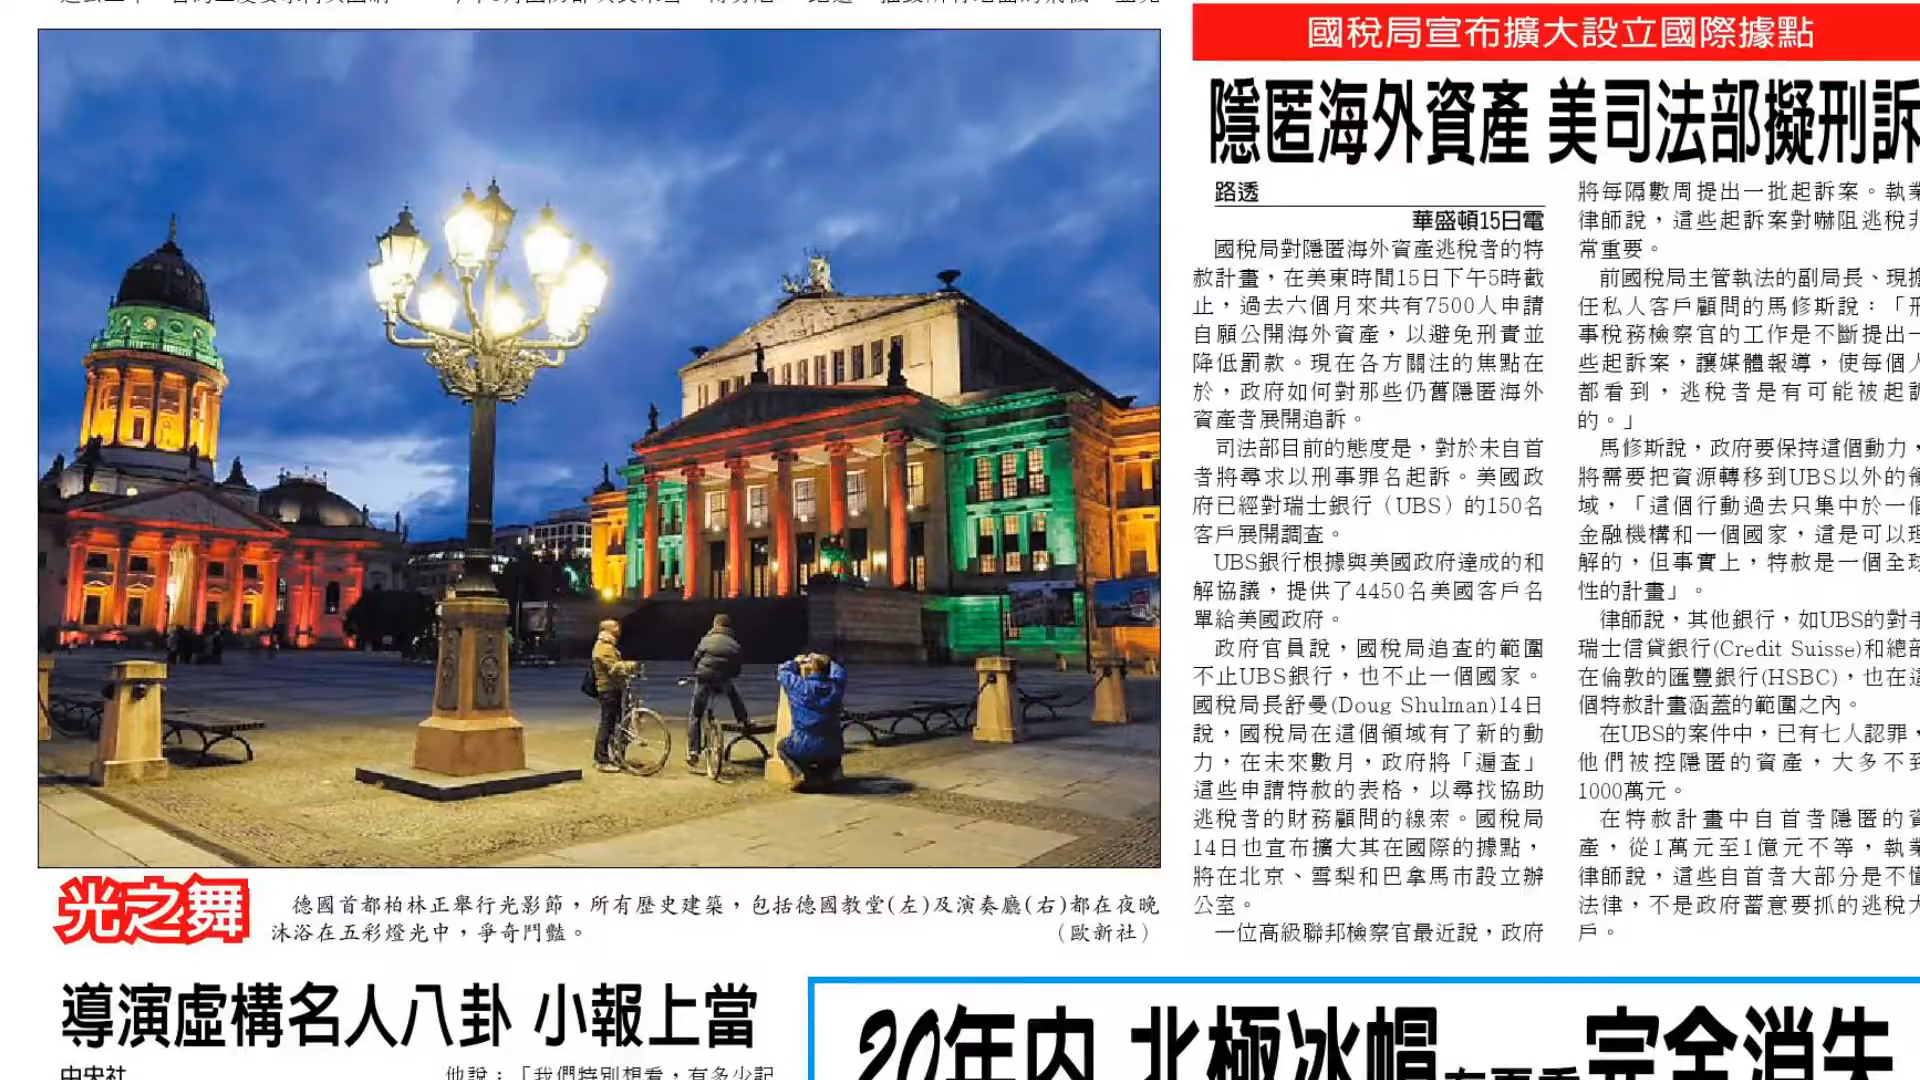 國稅局宣布擴大設立國際據點
隱匿海外資產 美司法部擬刑訴
路透
華盛頓15日電
國稅局對隱匿海外資產逃稅者的特
赦計畫，在美東時間15日下午5時截
止，過去六個月來共有7500人申請
自願公開海外資產，以避免刑責並
降低罰款。現在各方關注的焦點在
於，政府如何對那些仍舊隱匿海外
資產者展開追訴。
司法部目前的態度是，對於未自首
者將尋求以刑事罪名起訴。美國政
府已經對瑞士銀行（UBS）的150名
客戶展開調查。
UBS銀行根據與美國政府達成的和
解協議，提供了4450名美國客戶名
單給美國政府。
政府官員說，國稅局追查的範圍
不止UBS銀行，也不止一個國家。
國稅局長舒曼(Doug Shulman)14日
說，國稅局在這個領域有了新的動
力，在未來數月，政府將「遍查」
這些申請特赦的表格，以尋找協助
逃稅者的財務顧問的線索。國稅局
14日也宣布擴大其在國際的據點，
將在北京、雪梨和巴拿馬市設立辦
公室。
一位高級聯邦檢察官最近說，政府
將每隔數周提出一批起訴案。執業
律師說，這些起訴案對嚇阻逃稅非
常重要。
前國稅局主管執法的副局長、現擔
任私人客戶顧問的馬修斯說：「刑
事稅務檢察官的工作是不斷提出一
些起訴案，讓媒體報導，使每個人
都看到，逃稅者是有可能被起訴
的。」
馬修斯說，政府要保持這個動力，
將需要把資源轉移到UBS以外的領
域，「這個行動過去只集中於一個
金融機構和一個國家，這是可以理
解的，但事實上，特赦是一個全球
性的計畫」。
律師說，其他銀行，如UBS的對手
瑞士信貸銀行(Credit Suisse)和總部
在倫敦的匯豐銀行(HSBC)，也在這
個特赦計畫涵蓋的範圍之內。
在UBS的案件中，已有七人認罪，
他們被控隱匿的資產，大多不到
1000萬元。
在特赦計畫中自首者隱匿的資
產，從1萬元至1億元不等，執業
律師說，這些自首者大部分是不懂
法律，不是政府蓄意要抓的逃稅大
戶。
光之舞
德國首都柏林正舉行光影節，所有歷史建築，包括德國教堂(左)及演奏廳(右)都在夜晚
沐浴在五彩燈光中，爭奇鬥豔。
（歐新社）
導演虛構名人八卦 小報上當
中央社
他說：「我們特別想看，有多少記
20年內 北極冰帽 完全消失